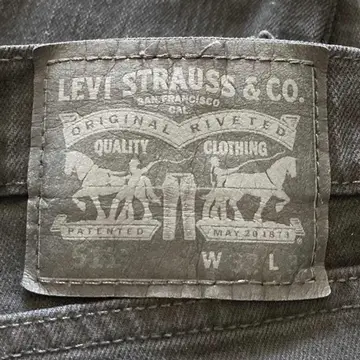 LEVI STRAUSS & CO.
SAN FRANCISCO
CAL.
ORIGINAL RIVETED
QUALITY CLOTHING
PATENTED MAY 20 1873
W L